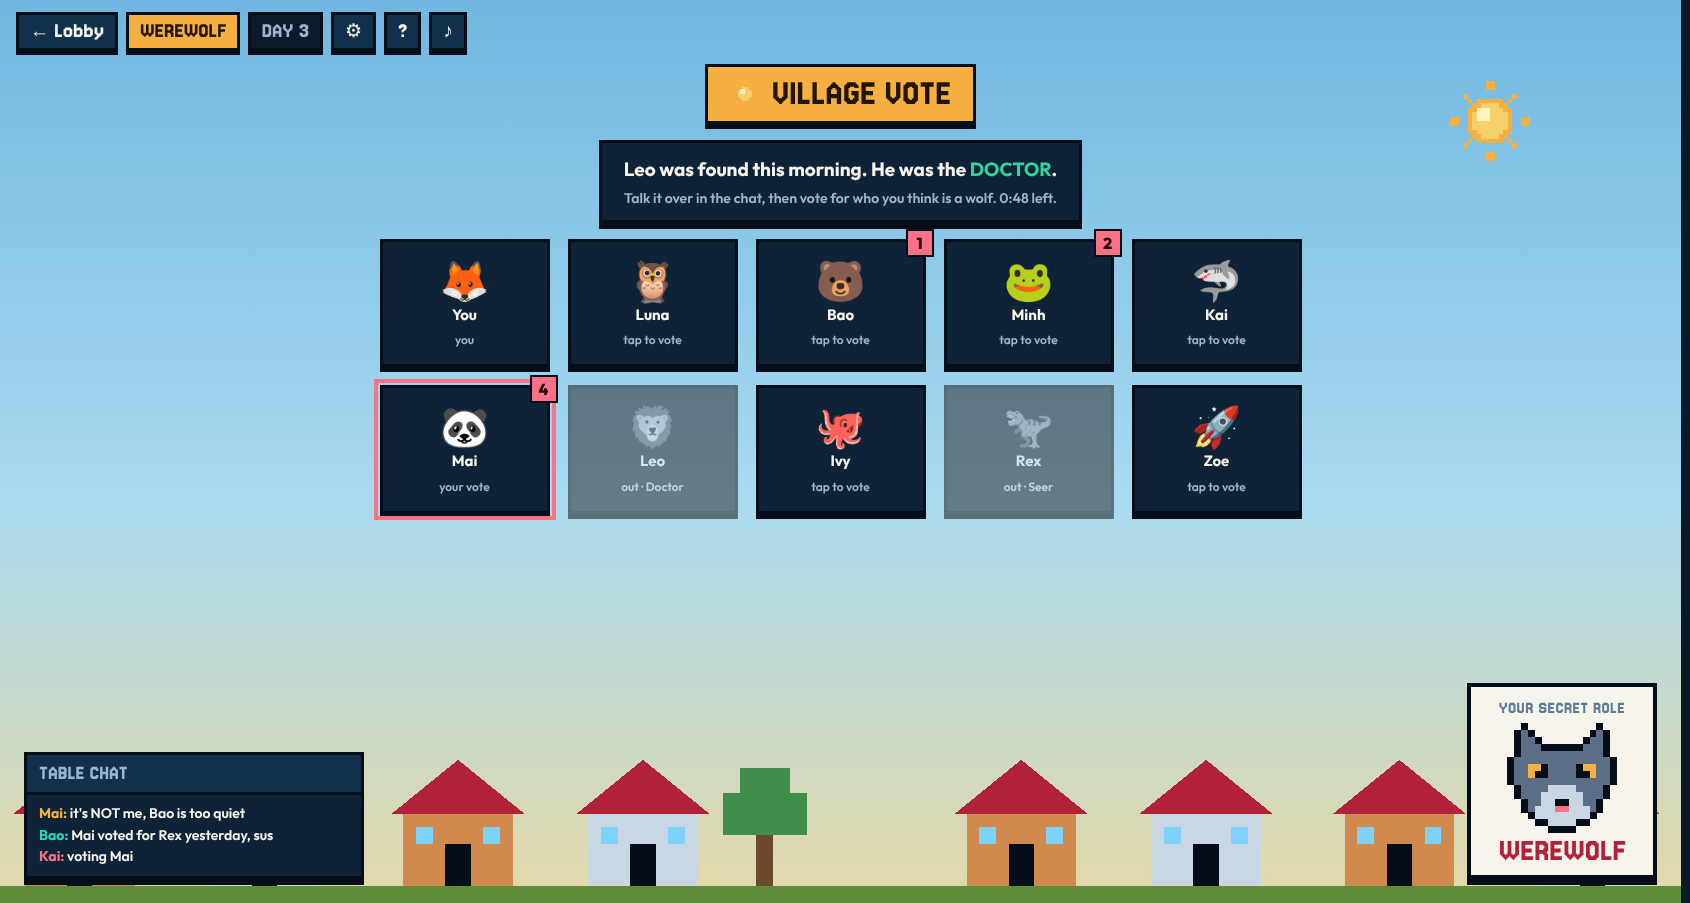 ← Lobby
WEREWOLF
DAY 3
?
VILLAGE VOTE
Leo was found this morning. He was the DOCTOR.
Talk it over in the chat, then vote for who you think is a wolf. 0:48 left.
You
you
Luna
tap to vote
1
Bao
tap to vote
2
Minh
tap to vote
Kai
tap to vote
4
Mai
your vote
Leo
out · Doctor
Ivy
tap to vote
Rex
out · Seer
Zoe
tap to vote
TABLE CHAT
Mai: it's NOT me, Bao is too quiet
Bao: Mai voted for Rex yesterday, sus
Kai: voting Mai
YOUR SECRET ROLE
WEREWOLF